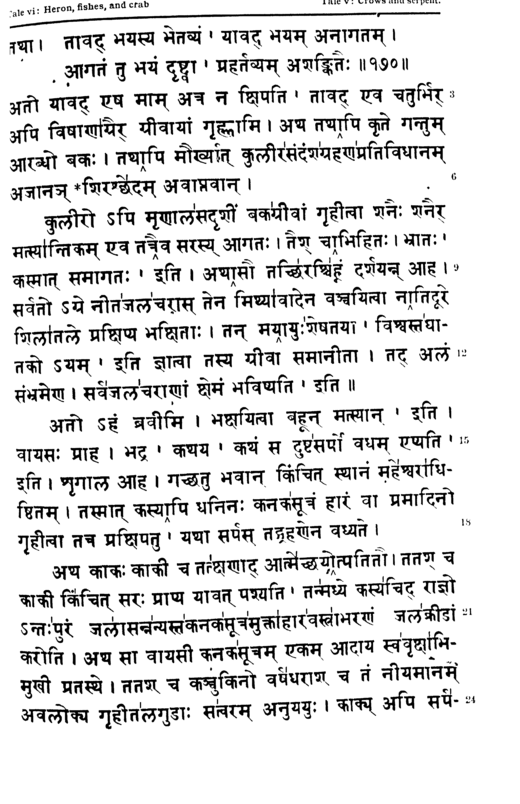 Tale vi: Heron, fishes, and crab
Tale v: Crows and serpent.
तथा । तावद् भयस्य भेतव्यं ' यावद् भयम् अनागतम् ।
आगतं तु भयं दृष्ट्वा ' प्रहर्तव्यम् अशङ्कितैः ॥१७०॥
अतो यावद् एष माम् अत्र न क्षिपति ' तावद् एव चतुर्भिर् 3
अपि विषाणाग्रैर् ग्रीवायां गृह्णामि । अथ तथापि कृते गन्तुम्
आरब्धो बकः । तथापि मौर्ख्यात् कुलीरसंदंशग्रहणप्रतिविधानम्
अजानञ् *शिरश्छेदम् अवाप्नवान् । 6
कुलीरो ऽपि मृणालसदृशीं बकग्रीवां गृहीत्वा शनैः शनैर्
मत्स्यान्तिकम् एव तत्रैव सरस्य् आगतः । तैश् चाभिहितः । भ्रातः '
कस्मात् समागतः ' इति । अथासौ तच्छिरश्चिह्नं दर्शयन्न् आह । 9
सर्वतो ऽग्रे नीतजलचरास् तेन मिथ्यावादेन वञ्चयित्वा नातिदूरे
शिलातले प्रक्षिप्य भक्षिताः । तन् मयायुःशेषतया ' विश्वस्तघा-
तको ऽयम् ' इति ज्ञात्वा तस्य ग्रीवा समानीता । तद् अलं 12
संभ्रमेण । सर्वजलचराणां क्षेमं भविष्यति ' इति ॥
अतो ऽहं ब्रवीमि । भक्षयित्वा बहून् मत्स्यान् ' इति ।
वायसः प्राह । भद्र ' कथय ' कथं स दुष्टसर्पो वधम् एष्यति ' 15
इति । शृगाल आह । गच्छतु भवान् किंचित् स्थानं महेश्वराधि-
ष्ठितम् । तस्मात् कस्यापि धनिनः कनकसूत्रं हारं वा प्रमादिनो
गृहीत्वा तत्र प्रक्षिपतु ' यथा सर्पस् तद्ग्रहणेन वध्यते । 18
अथ काकः काकी च तत्क्षणाद् आत्मेच्छयोत्पतितौ । ततश् च
काकी किंचित् सरः प्राप्य यावत् पश्यति ' तन्मध्ये कस्यचिद् राज्ञो
ऽन्तःपुरं जलासन्नन्यस्तकनकसूत्रमुक्ताहारवस्त्राभरणं जलक्रीडां 21
करोति । अथ सा वायसी कनकसूत्रम् एकम् आदाय स्ववृक्षाभि-
मुखी प्रतस्थे । ततश् च कञ्चुकिनो वर्षधराश् च तं नीयमानम्
अवलोक्य गृहीतलगुडाः सत्वरम् अनुययुः । काक्य् अपि सर्प- 24